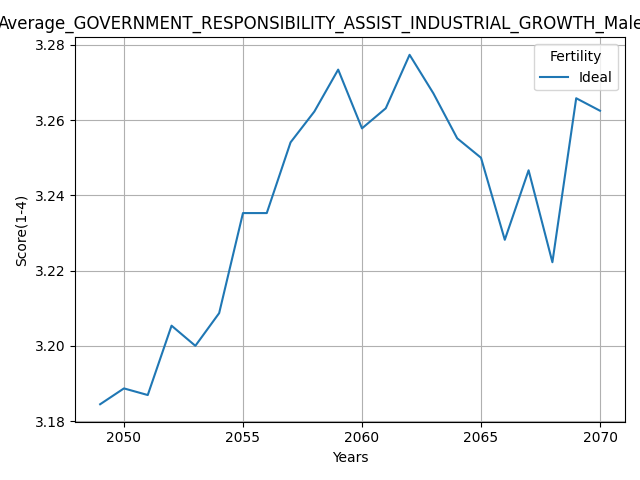 Average_GOVERNMENT_RESPONSIBILITY_ASSIST_INDUSTRIAL_GROWTH_Male
3.28
3.26
3.24
3.22
3.20
3.18
Score(1-4)
Fertility
Ideal
2050 2055 2060 2065 2070
Years